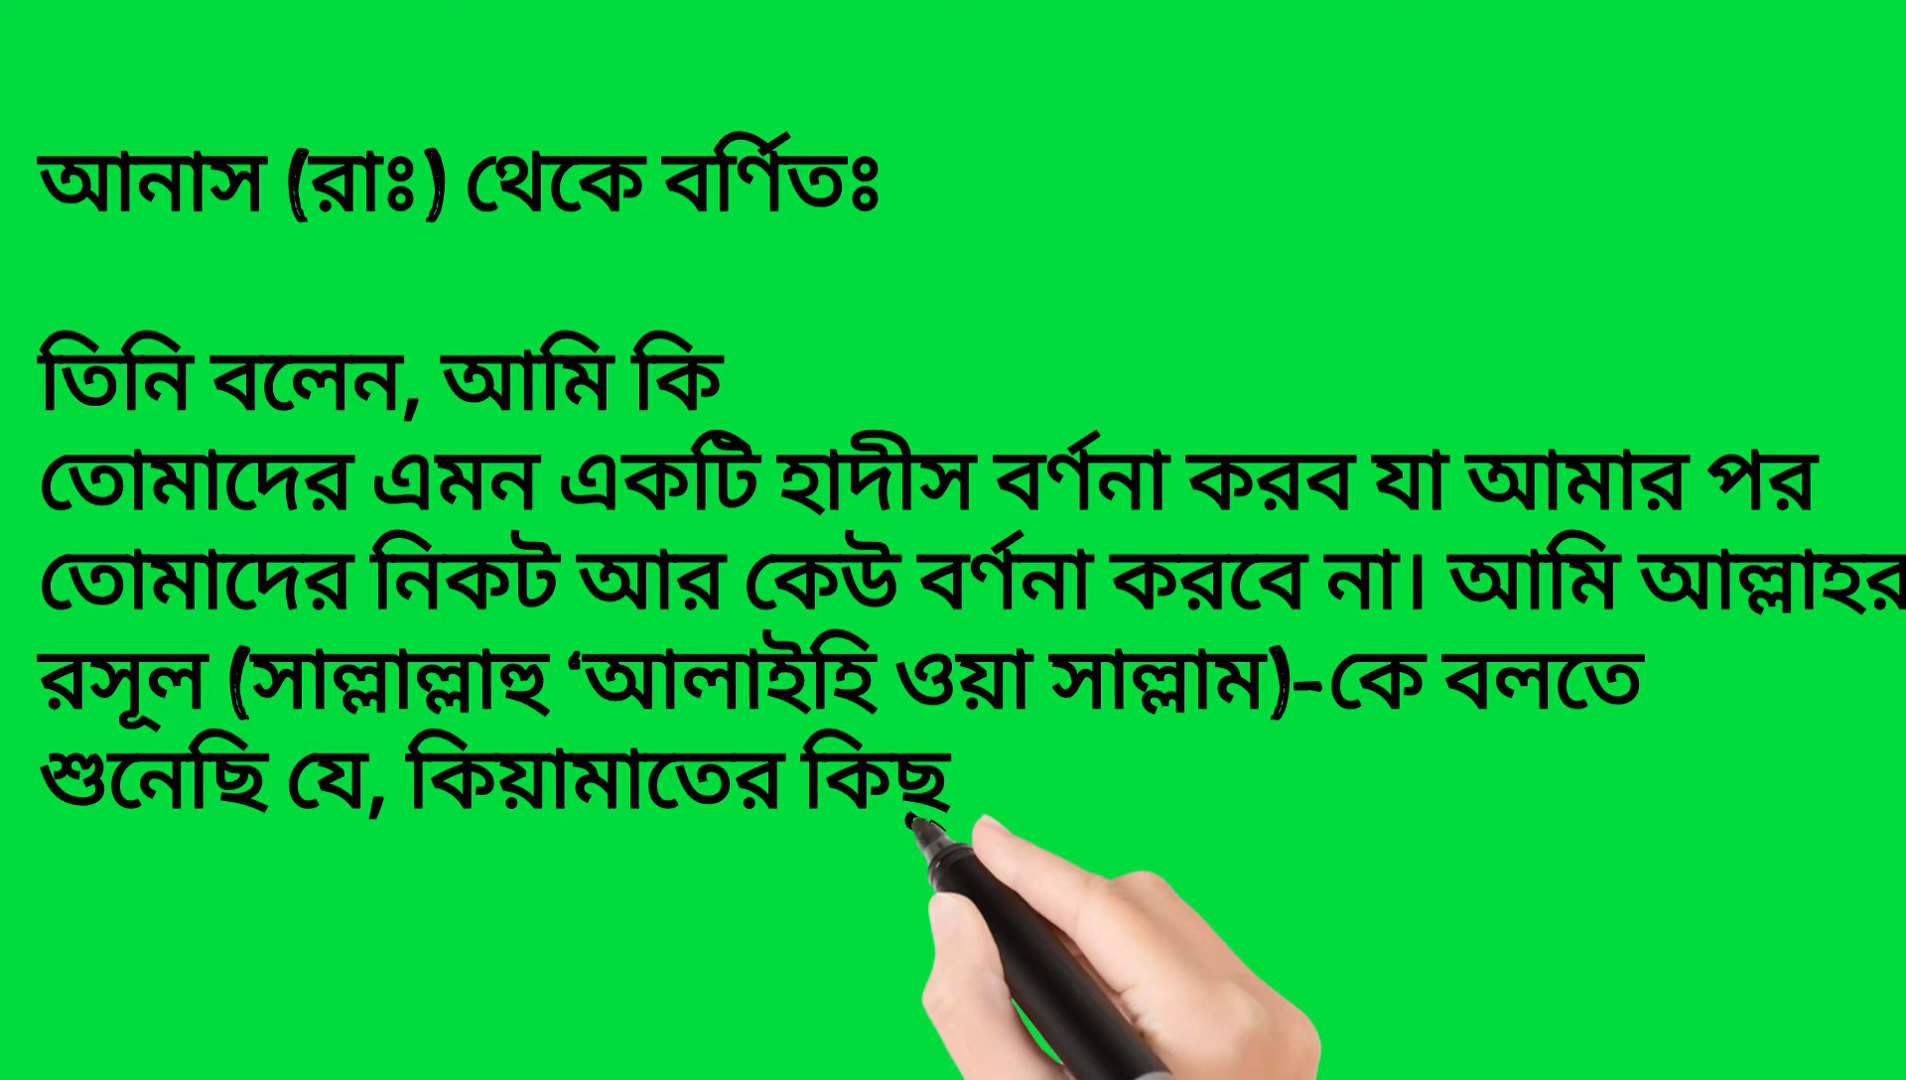 আনাস (রাঃ) থেকে বর্ণিতঃ
তিনি বলেন, আমি কি
তোমাদের এমন একটি হাদীস বর্ণনা করব যা আমার পর
তোমাদের নিকট আর কেউ বর্ণনা করবে না। আমি আল্লাহর
রসূল (সাল্লাল্লাহু ‘আলাইহি ওয়া সাল্লাম)-কে বলতে
শুনেছি যে, কিয়ামাতের কিছ